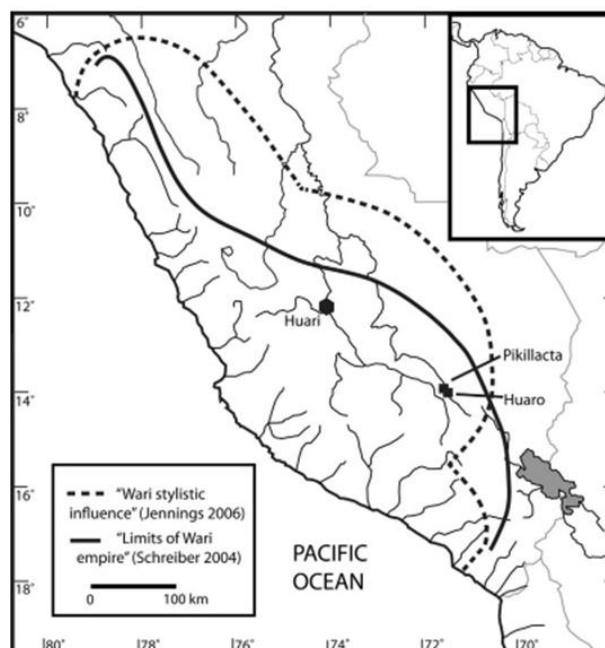 6°
8°
10°
12°
14°
16°
18°
Huari
Pikillacta
Huaro
"Wari stylistic
influence" (Jennings 2006)
"Limits of Wari
empire" (Schreiber 2004)
0 100 km
PACIFIC
OCEAN
80° 78° 76° 74° 72° 70°